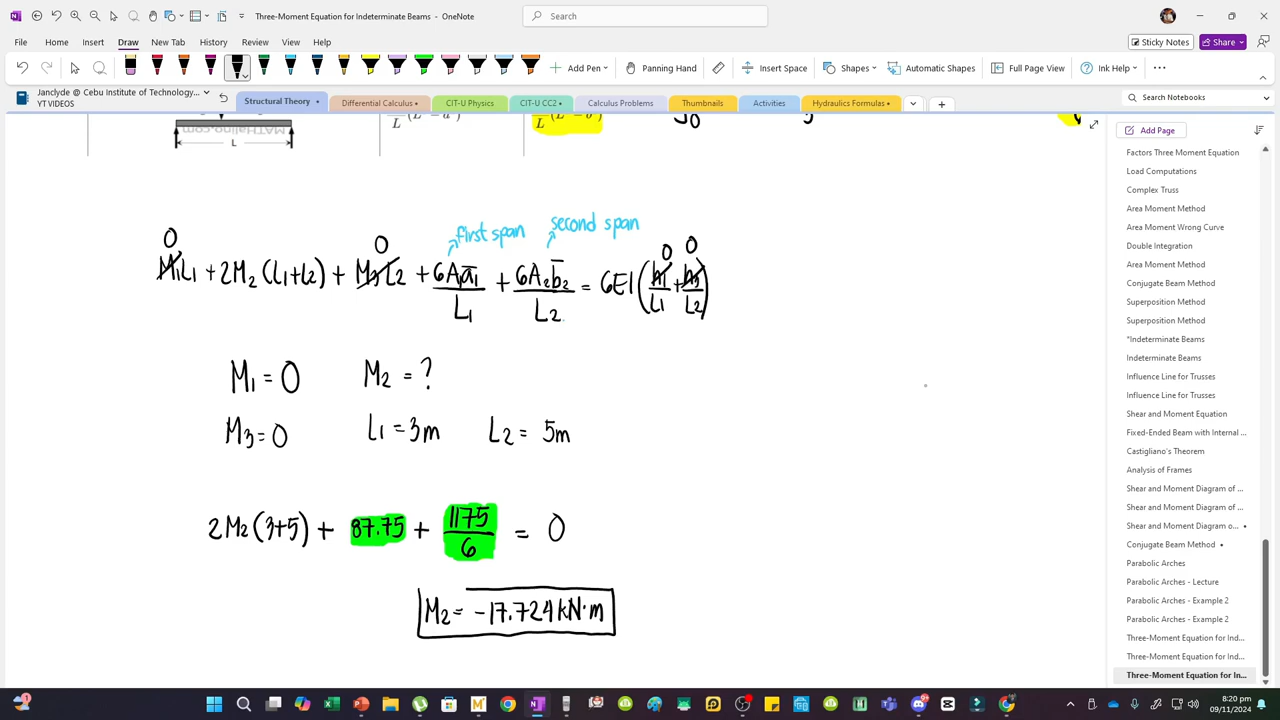 Three-Moment Equation for Indeterminate Beams - OneNote
Search
File Home Insert Draw New Tab History Review View Help
Sticky Notes Share
Add Pen Panning Hand Insert Space Shapes Automatic Shapes Full Page View Ink Help
Janclyde @ Cebu Institute of Technology...
YT VIDEOS
Structural Theory Differential Calculus CIT-U Physics CIT-U CC2 Calculus Problems Thumbnails Activities Hydraulics Formulas
Search Notebooks
Add Page
MATHalino.com
L
L
L
Factors Three Moment Equation
Load Computations
Complex Truss
Area Moment Method
Area Moment Wrong Curve
Double Integration
Area Moment Method
Conjugate Beam Method
Superposition Method
Superposition Method
*Indeterminate Beams
Indeterminate Beams
Influence Line for Trusses
Influence Line for Trusses
Shear and Moment Equation
Fixed-Ended Beam with Internal ...
Castigliano's Theorem
Analysis of Frames
Shear and Moment Diagram of ...
Shear and Moment Diagram of ...
Shear and Moment Diagram o...
Conjugate Beam Method
Parabolic Arches
Parabolic Arches - Lecture
Parabolic Arches - Example 2
Parabolic Arches - Example 2
Three-Moment Equation for Ind...
Three-Moment Equation for Ind...
Three-Moment Equation for In...
first span second span
0 0 0 0
M1L1 + 2M2 (L1+L2) + M3L2 + 6A1a̅1/L1 + 6A2b̅2/L2 = 6EI(h1/L1 + h3/L2)
M1 = 0 M2 = ?
M3 = 0 L1 = 3m L2 = 5m
2M2 (3+5) + 87.75 + 1175/6 = 0
M2 = -17.724 kN·m
8:20 pm
09/11/2024